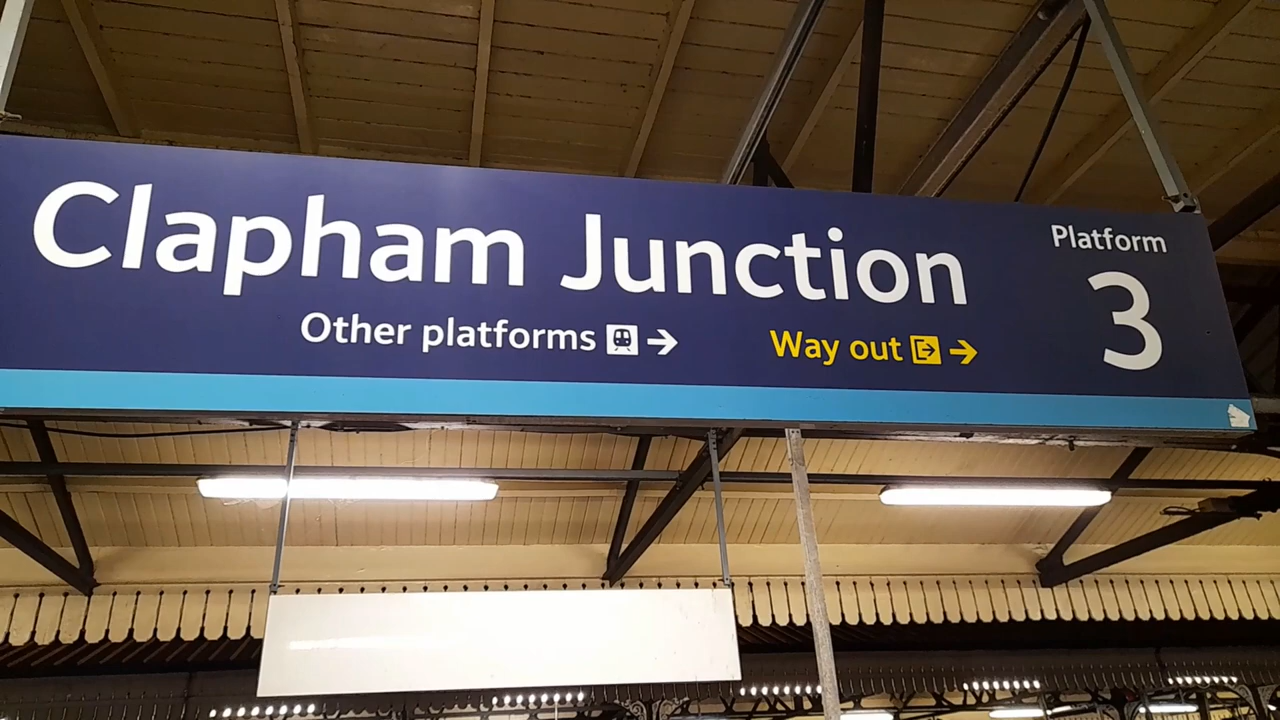 Clapham Junction
Other platforms → Way out →
Platform
3